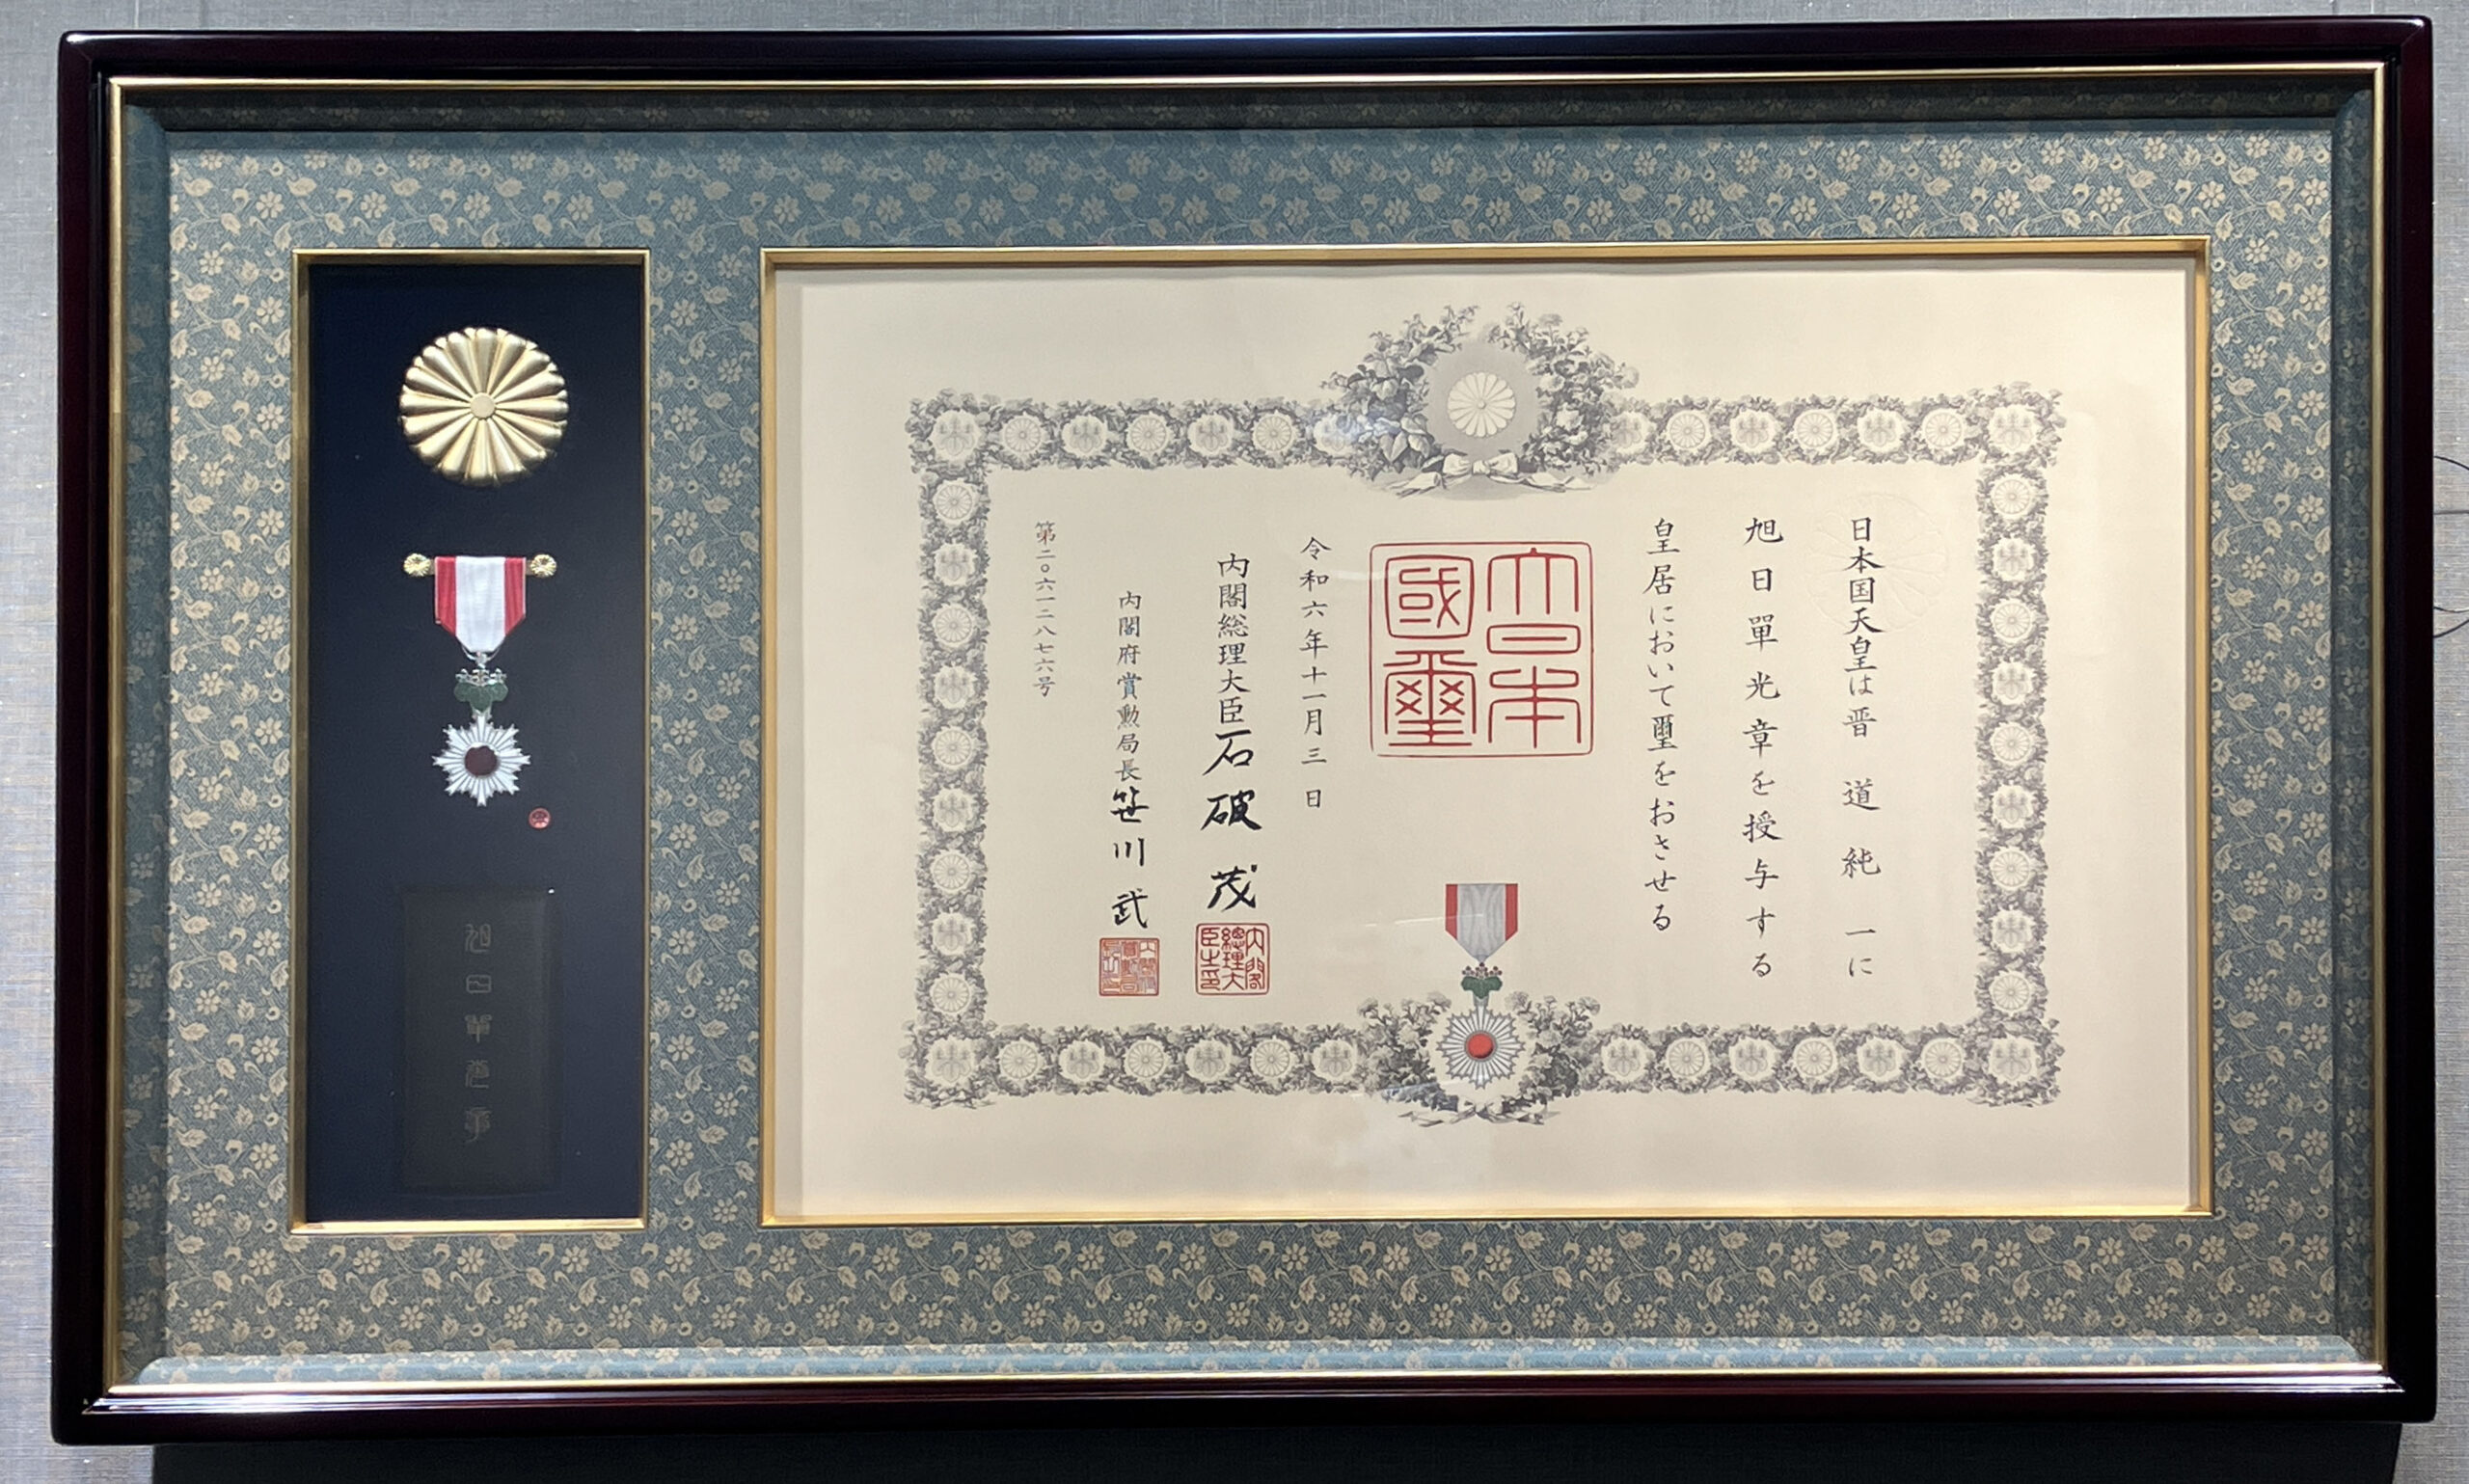 日本国天皇は晋　道　純　一に
旭日單光章を授与する
皇居において璽をおさせる
大日本
國璽
令和六年十一月三日
内閣総理大臣石破　茂
内閣総理大臣之印
内閣府賞勲局長笹川　武
第二〇六一二八七六号
旭日單光章